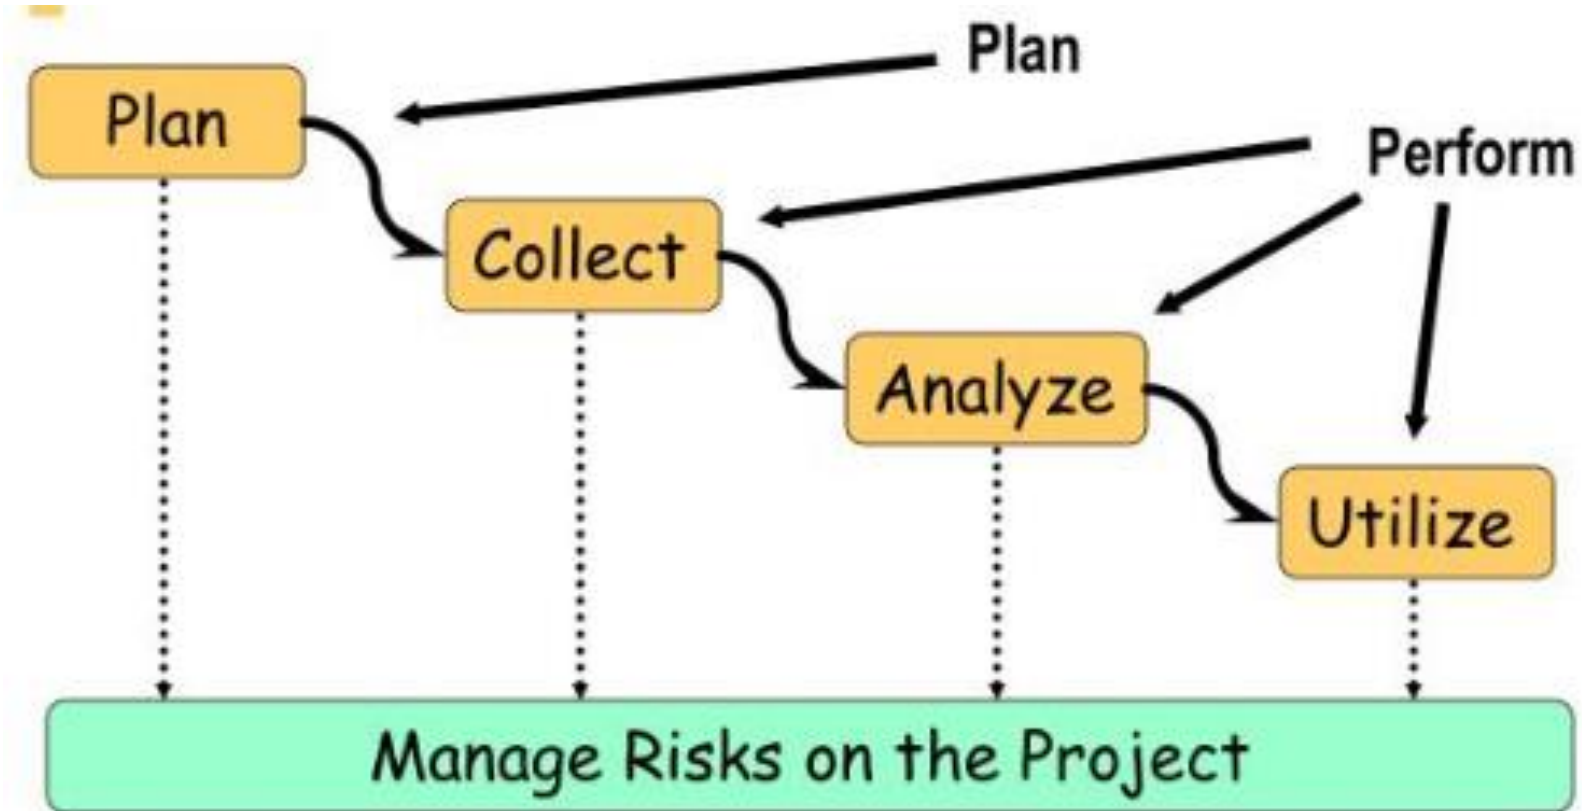 Plan
Plan
Perform
Collect
Analyze
Utilize
Manage Risks on the Project